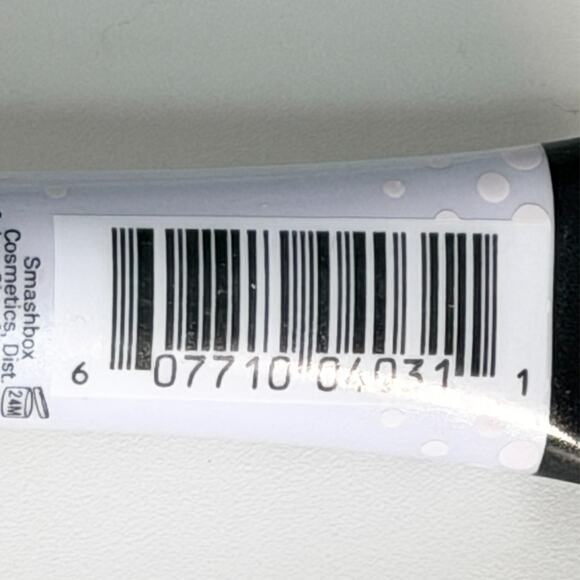 Smashbox
Cosmetics, Dist.
24M
6 07710 04031 1